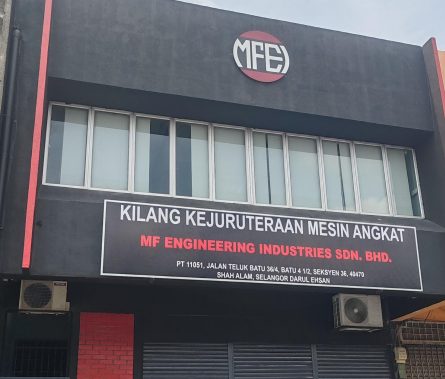 MFEI
KILANG KEJURUTERAAN MESIN ANGKAT
MF ENGINEERING INDUSTRIES SDN. BHD.
PT 11051, JALAN TELUK BATU 36/4, BATU 4 1/2, SEKSYEN 36, 40470
SHAH ALAM, SELANGOR DARUL EHSAN